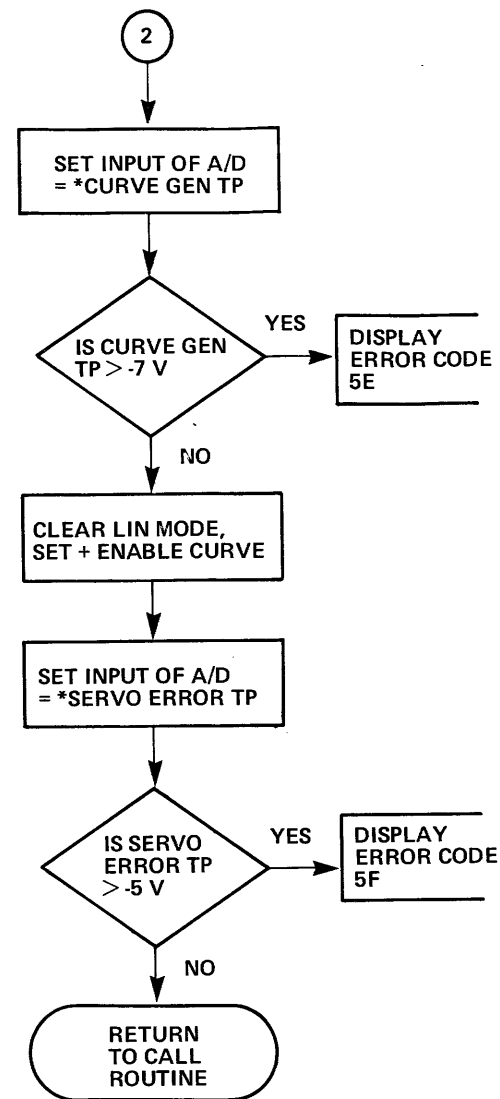 2
SET INPUT OF A/D
= *CURVE GEN TP
IS CURVE GEN
TP > -7 V
YES
DISPLAY
ERROR CODE
5E
NO
CLEAR LIN MODE,
SET + ENABLE CURVE
SET INPUT OF A/D
= *SERVO ERROR TP
IS SERVO
ERROR TP
> -5 V
YES
DISPLAY
ERROR CODE
5F
NO
RETURN
TO CALL
ROUTINE